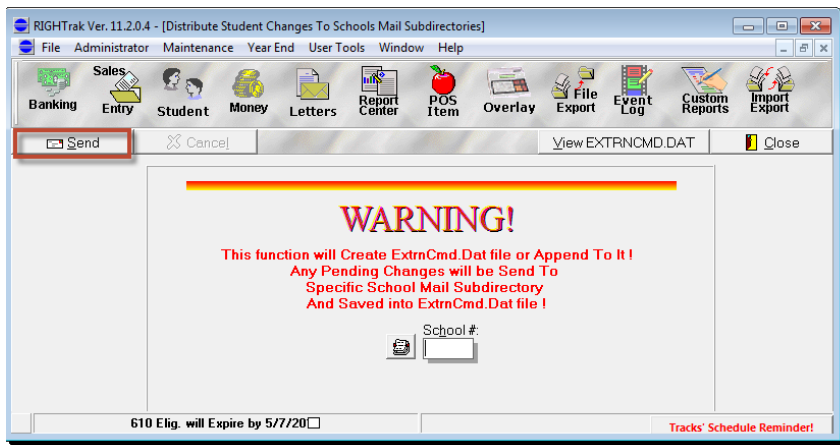 RIGHTrak Ver. 11.2.0.4 - [Distribute Student Changes To Schools Mail Subdirectories]
File Administrator Maintenance Year End User Tools Window Help
Banking Sales Entry Student Money Letters Report Center POS Item Overlay File Export Event Log Custom Reports Import Export
Send Cancel View EXTRNCMD.DAT Close
WARNING!
This function will Create ExtrnCmd.Dat file or Append To It !
Any Pending Changes will be Send To
Specific School Mail Subdirectory
And Saved into ExtrnCmd.Dat file !
School #:
610 Elig. will Expire by 5/7/20
Tracks' Schedule Reminder!